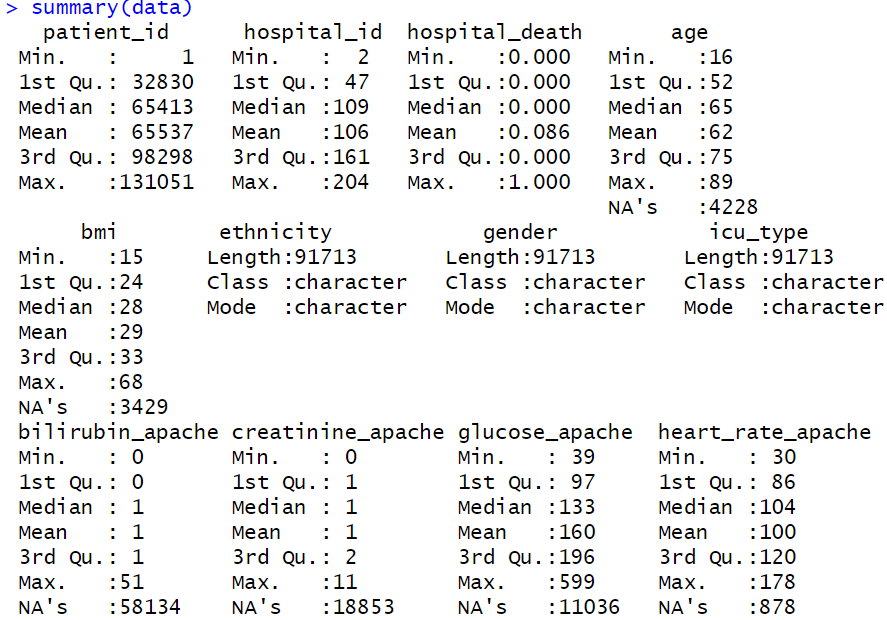 > summary(data)
   patient_id      hospital_id  hospital_death       age
 Min.   :     1   Min.   :  2   Min.   :0.000   Min.   :16
 1st Qu.: 32830   1st Qu.: 47   1st Qu.:0.000   1st Qu.:52
 Median : 65413   Median :109   Median :0.000   Median :65
 Mean   : 65537   Mean   :106   Mean   :0.086   Mean   :62
 3rd Qu.: 98298   3rd Qu.:161   3rd Qu.:0.000   3rd Qu.:75
 Max.   :131051   Max.   :204   Max.   :1.000   Max.   :89
                                                NA's   :4228
      bmi        ethnicity            gender            icu_type
 Min.   :15     Length:91713       Length:91713       Length:91713
 1st Qu.:24     Class :character   Class :character   Class :character
 Median :28     Mode  :character   Mode  :character   Mode  :character
 Mean   :29
 3rd Qu.:33
 Max.   :68
 NA's   :3429
 bilirubin_apache creatinine_apache glucose_apache  heart_rate_apache
 Min.   : 0       Min.   : 0        Min.   : 39     Min.   : 30
 1st Qu.: 0       1st Qu.: 1        1st Qu.: 97     1st Qu.: 86
 Median : 1       Median : 1        Median :133     Median :104
 Mean   : 1       Mean   : 1        Mean   :160     Mean   :100
 3rd Qu.: 1       3rd Qu.: 2        3rd Qu.:196     3rd Qu.:120
 Max.   :51       Max.   :11        Max.   :599     Max.   :178
 NA's   :58134    NA's   :18853     NA's   :11036   NA's   :878